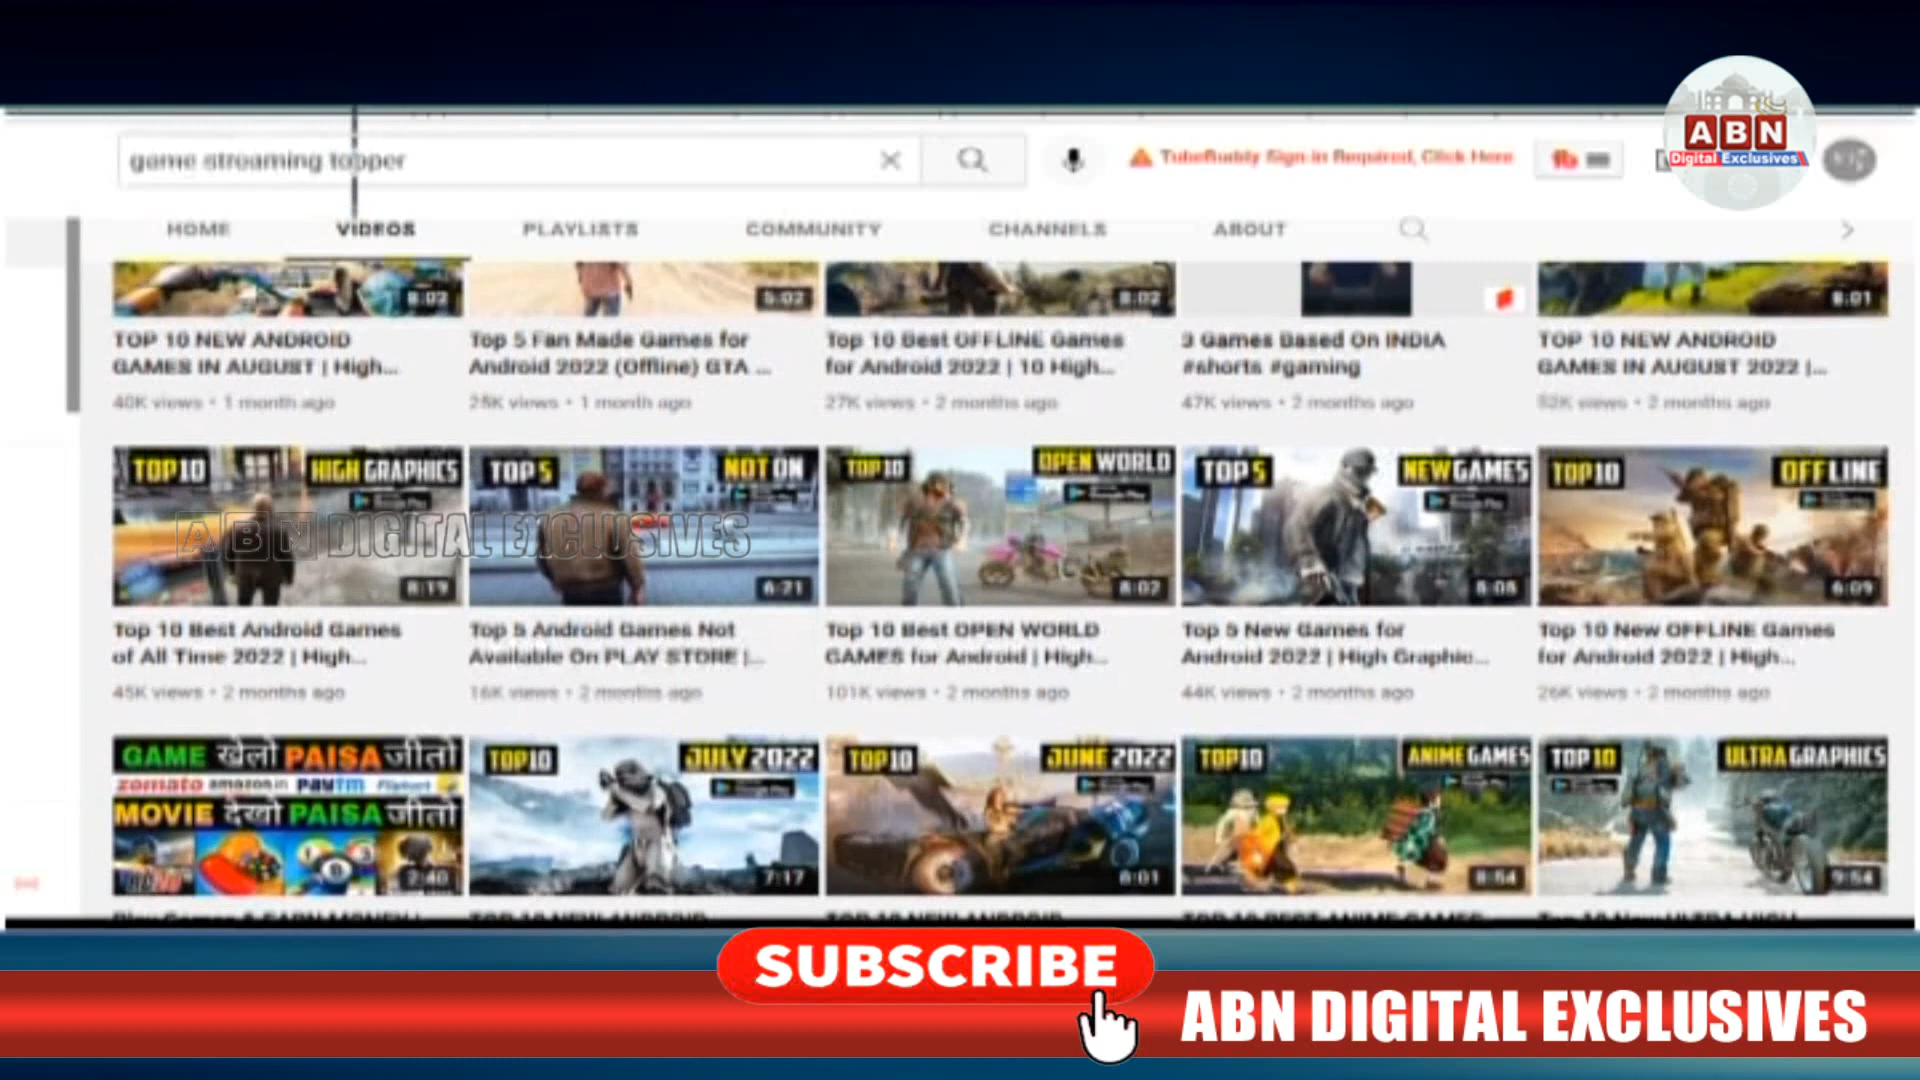 ABN
Digital Exclusives
game streaming topper
TubeBuddy Sign in Required, Click Here
HOME VIDEOS PLAYLISTS COMMUNITY CHANNELS ABOUT
8:02 5:02 8:02 8:01
TOP 10 NEW ANDROID
GAMES IN AUGUST | High...
40K views • 1 month ago
Top 5 Fan Made Games for
Android 2022 (Offline) GTA ...
25K views • 1 month ago
Top 10 Best OFFLINE Games
for Android 2022 | 10 High...
27K views • 2 months ago
3 Games Based On INDIA
#shorts #gaming
47K views • 2 months ago
TOP 10 NEW ANDROID
GAMES IN AUGUST 2022 |...
52K views • 2 months ago
TOP10 HIGH GRAPHICS
8:19
TOP 5 NOT ON
6:21
TOP10 OPEN WORLD
8:02
TOP 5 NEW GAMES
8:08
TOP10 OFFLINE
6:09
ABN DIGITAL EXCLUSIVES
Top 10 Best Android Games
of All Time 2022 | High...
45K views • 2 months ago
Top 5 Android Games Not
Available On PLAY STORE |...
16K views • 2 months ago
Top 10 Best OPEN WORLD
GAMES for Android | High...
101K views • 2 months ago
Top 5 New Games for
Android 2022 | High Graphic...
44K views • 2 months ago
Top 10 New OFFLINE Games
for Android 2022 | High...
26K views • 2 months ago
GAME खेलो PAISA जीतो
zomato amazon.in paytm Flipkart
MOVIE देखो PAISA जीतो
2:40
TOP10 JULY 2022
7:17
TOP10 JUNE 2022
8:01
TOP10 ANIME GAMES
8:54
TOP 10 ULTRA GRAPHICS
9:54
SUBSCRIBE
ABN DIGITAL EXCLUSIVES